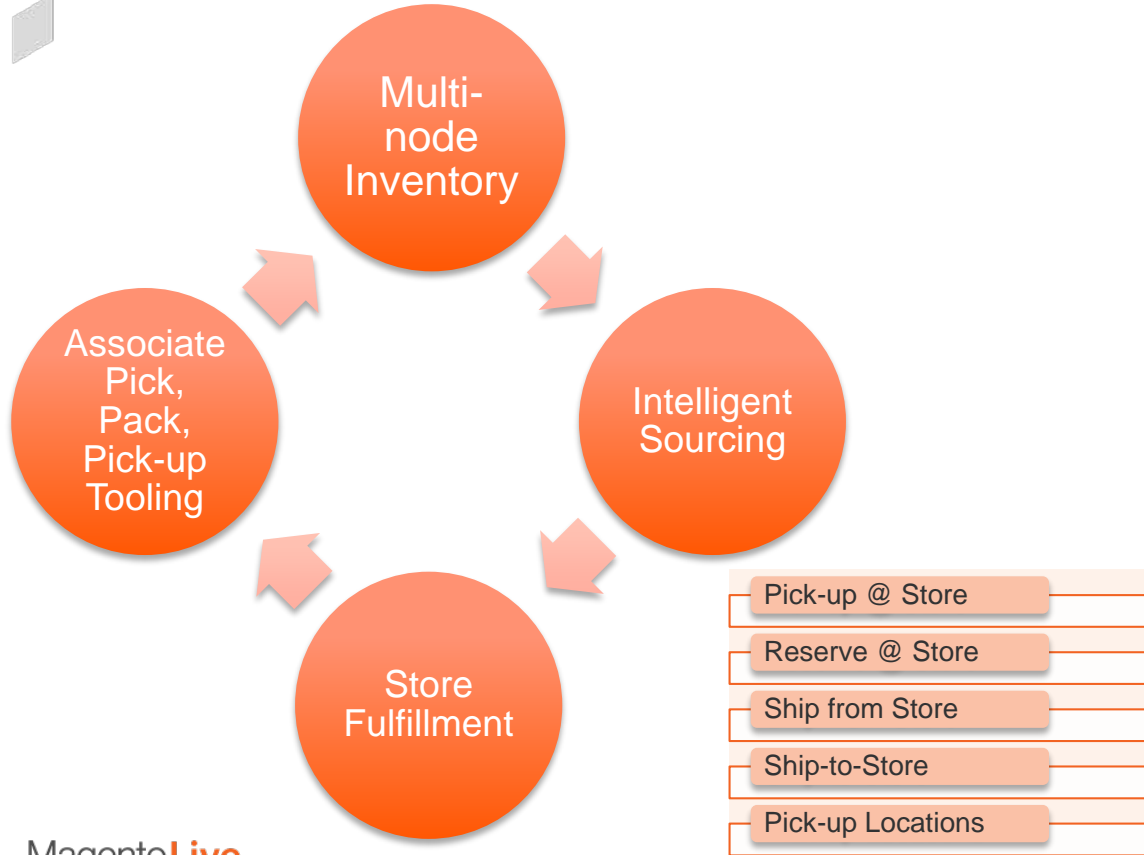 Multi-
node
Inventory
Intelligent
Sourcing
Associate
Pick,
Pack,
Pick-up
Tooling
Store
Fulfillment
Pick-up @ Store
Reserve @ Store
Ship from Store
Ship-to-Store
Pick-up Locations
MagentoLive